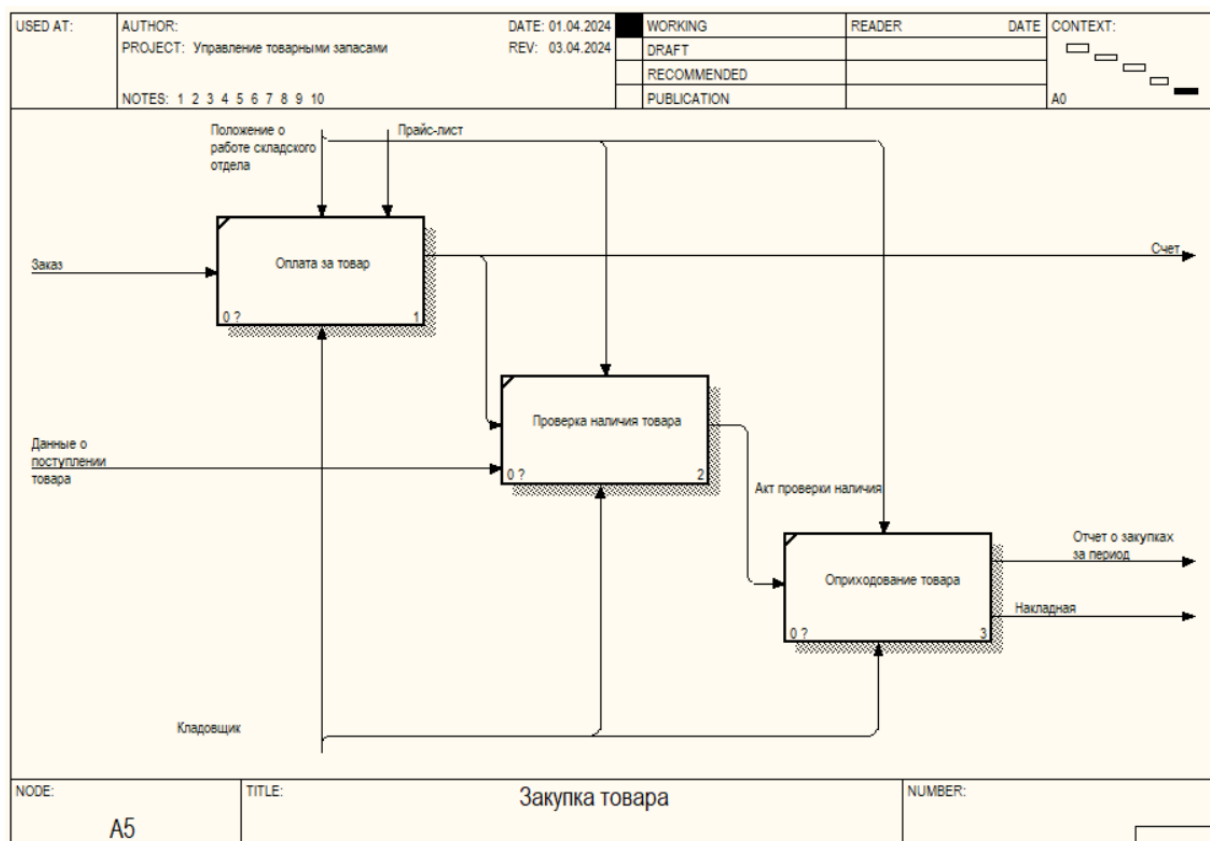 USED AT:
AUTHOR:
DATE: 01.04.2024
WORKING
READER
DATE
CONTEXT:
PROJECT: Управление товарными запасами
REV: 03.04.2024
DRAFT
RECOMMENDED
NOTES: 1 2 3 4 5 6 7 8 9 10
PUBLICATION
A0
Положение о
работе складского
отдела
Прайс-лист
Заказ
Оплата за товар
0 ?
1
Счет
Данные о
поступлении
товара
Проверка наличия товара
0 ?
2
Акт проверки наличия
Оприходование товара
0 ?
3
Отчет о закупках
за период
Накладная
Кладовщик
NODE:
A5
TITLE:
Закупка товара
NUMBER: